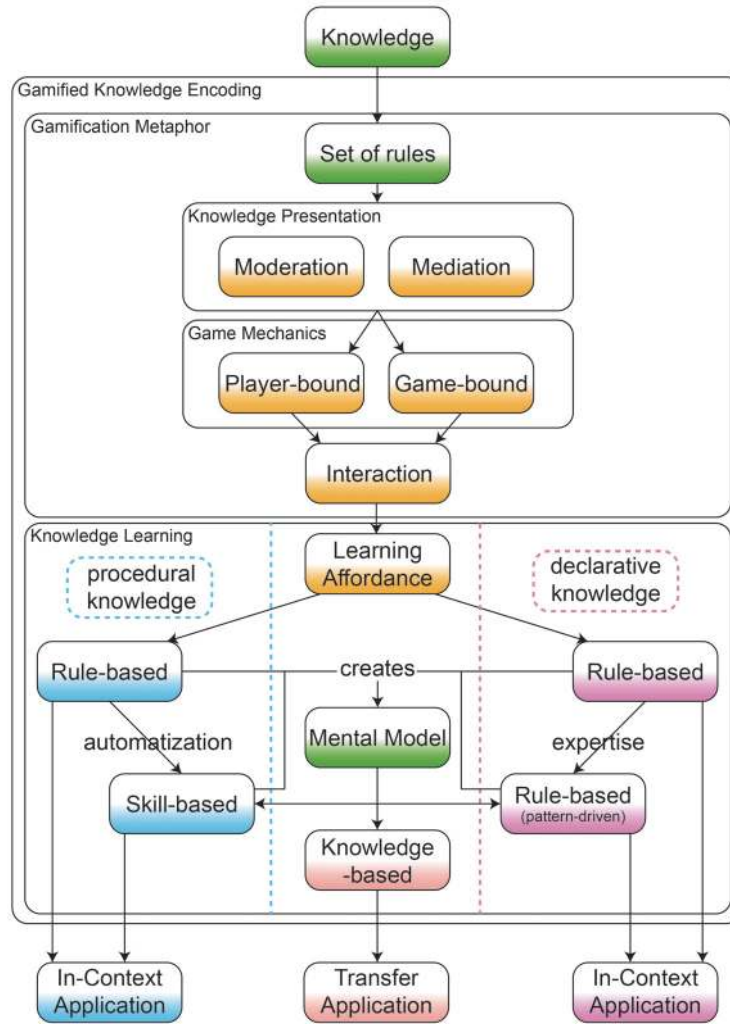 Knowledge
Gamified Knowledge Encoding
Gamification Metaphor
Set of rules
Knowledge Presentation
Moderation
Mediation
Game Mechanics
Player-bound
Game-bound
Interaction
Knowledge Learning
procedural
knowledge
Learning
Affordance
declarative
knowledge
Rule-based
creates
Rule-based
automatization
Mental Model
expertise
Skill-based
Rule-based
(pattern-driven)
Knowledge
-based
In-Context
Application
Transfer
Application
In-Context
Application